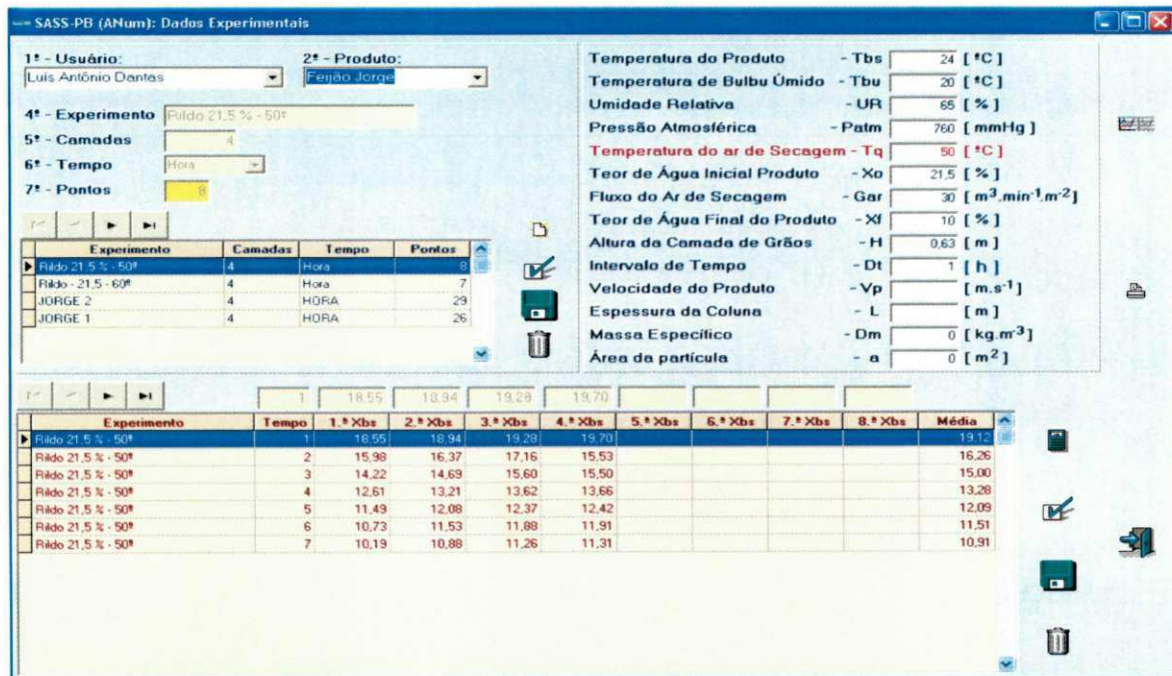 SASS-PB (ANum): Dados Experimentais
1ª - Usuário: 2ª - Produto:
Luis Antônio Dantas Feijão Jorge
4ª - Experimento Rildo 21,5 % - 50º
5ª - Camadas 4
6ª - Tempo Hora
7ª - Pontos 8
Experimento Camadas Tempo Pontos
Rildo 21,5 % - 50º 4 Hora 8
Rildo - 21,5 - 60º 4 Hora 7
JORGE 2 4 HORA 29
JORGE 1 4 HORA 26
Temperatura do Produto - Tbs 24 [ ºC ]
Temperatura de Bulbu Úmido - Tbu 20 [ ºC ]
Umidade Relativa - UR 65 [ % ]
Pressão Atmosférica - Patm 760 [ mmHg ]
Temperatura do ar de Secagem - Tq 50 [ ºC ]
Teor de Água Inicial Produto - Xo 21,5 [ % ]
Fluxo do Ar de Secagem - Gar 30 [ m³.min⁻¹.m⁻²]
Teor de Água Final do Produto - Xf 10 [ % ]
Altura da Camada de Grãos - H 0,63 [ m ]
Intervalo de Tempo - Dt 1 [ h ]
Velocidade do Produto - Vp [ m.s⁻¹ ]
Espessura da Coluna - L [ m ]
Massa Específico - Dm 0 [ kg.m⁻³ ]
Área da partícula - a 0 [ m² ]
1 18,55 18,94 19,28 19,70
Experimento Tempo 1.ª Xbs 2.ª Xbs 3.ª Xbs 4.ª Xbs 5.ª Xbs 6.ª Xbs 7.ª Xbs 8.ª Xbs Média
Rildo 21,5 % - 50º 1 18,55 18,94 19,28 19,70 19,12
Rildo 21,5 % - 50º 2 15,98 16,37 17,16 15,53 16,26
Rildo 21,5 % - 50º 3 14,22 14,69 15,60 15,50 15,00
Rildo 21,5 % - 50º 4 12,61 13,21 13,62 13,66 13,28
Rildo 21,5 % - 50º 5 11,49 12,08 12,37 12,42 12,09
Rildo 21,5 % - 50º 6 10,73 11,53 11,88 11,91 11,51
Rildo 21,5 % - 50º 7 10,19 10,88 11,26 11,31 10,91